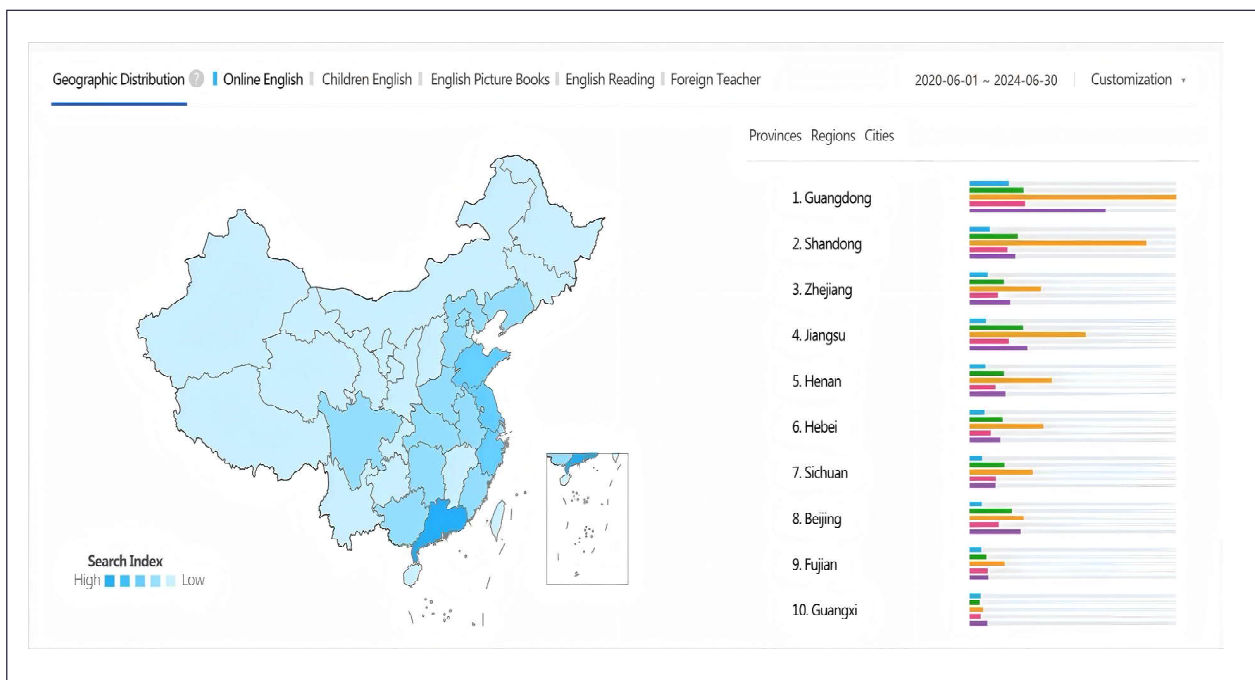 Geographic Distribution ? Online English Children English English Picture Books English Reading Foreign Teacher 2020-06-01 ~ 2024-06-30 Customization
Provinces Regions Cities
1. Guangdong
2. Shandong
3. Zhejiang
4. Jiangsu
5. Henan
6. Hebei
7. Sichuan
8. Beijing
9. Fujian
10. Guangxi
Search Index
High Low